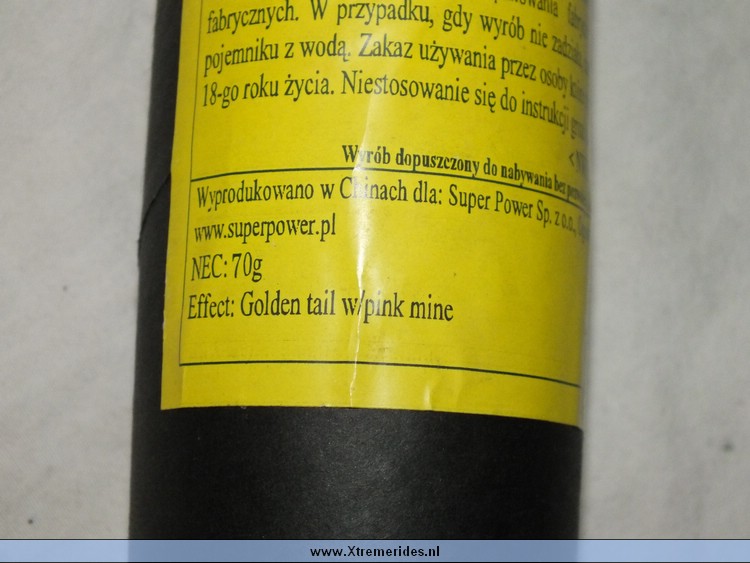 fabrycznych. W przypadku, gdy wyrób nie
pojemniku z wodą. Zakaz używania przez osoby
18-go roku życia. Niestosowanie się do instrukcji
Wyrób dopuszczony do nabywania bez
Wyprodukowano w Chinach dla: Super Power Sp. z o.o.,
www.superpower.pl
NEC: 70g
Effect: Golden tail w/pink mine
www.Xtremerides.nl